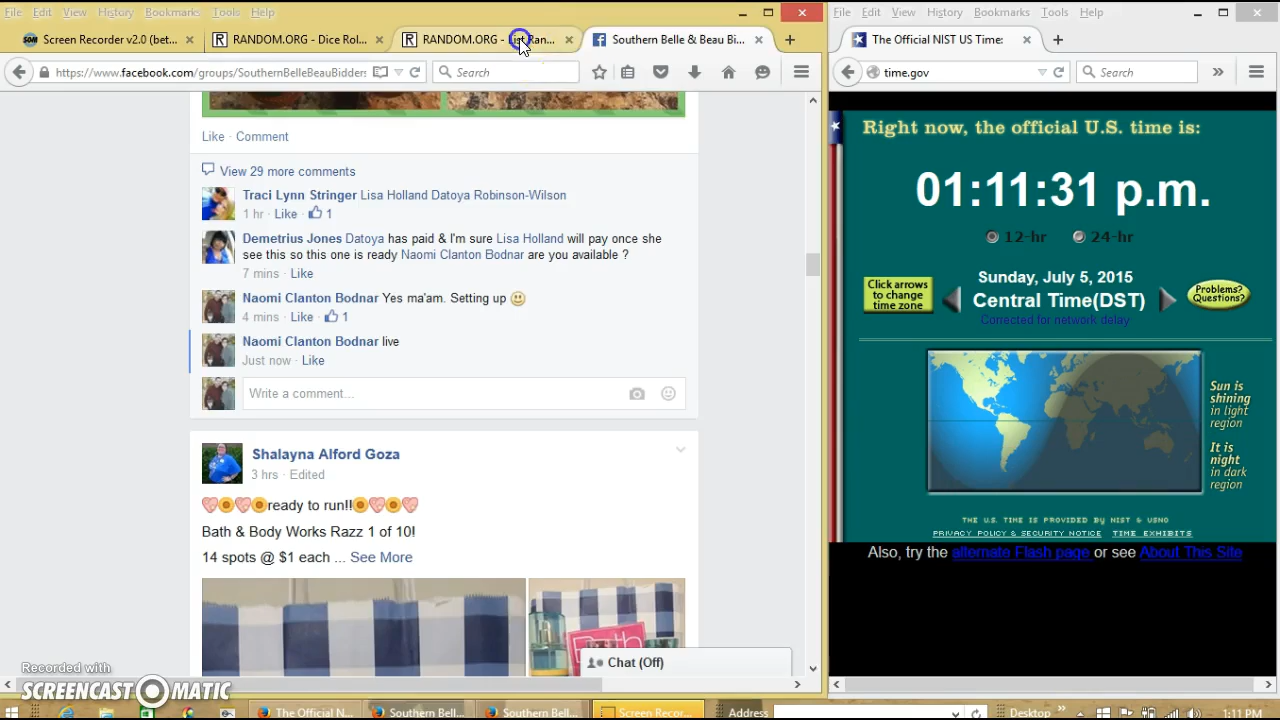 File Edit View History Bookmarks Tools Help
Screen Recorder v2.0 (bet... RANDOM.ORG - Dice Rol... RANDOM.ORG - List Ran... Southern Belle & Beau Bi...
https://www.facebook.com/groups/SouthernBelleBeauBidders Search
Like · Comment
View 29 more comments
Traci Lynn Stringer Lisa Holland Datoya Robinson-Wilson
1 hr · Like · 1
Demetrius Jones Datoya has paid & I'm sure Lisa Holland will pay once she
see this so this one is ready Naomi Clanton Bodnar are you available ?
7 mins · Like
Naomi Clanton Bodnar Yes ma'am. Setting up
4 mins · Like · 1
Naomi Clanton Bodnar live
Just now · Like
Write a comment...
Shalayna Alford Goza
3 hrs · Edited
ready to run!!
Bath & Body Works Razz 1 of 10!
14 spots @ $1 each ... See More
Chat (Off)
Recorded with
SCREENCAST MATIC
File Edit View History Bookmarks Tools Help
The Official NIST US Time:
time.gov Search
Right now, the official U.S. time is:
01:11:31 p.m.
12-hr 24-hr
Click arrows
to change
time zone
Sunday, July 5, 2015
Central Time(DST)
Corrected for network delay
Problems?
Questions?
Sun is
shining
in light
region
It is
night
in dark
region
THE U.S. TIME IS PROVIDED BY NIST & USNO
PRIVACY POLICY & SECURITY NOTICE TIME EXHIBITS
Also, try the alternate Flash page or see About This Site
The Official N... Southern Bell... Southern Bell... Screen Recor... Address Desktop 1:11 PM